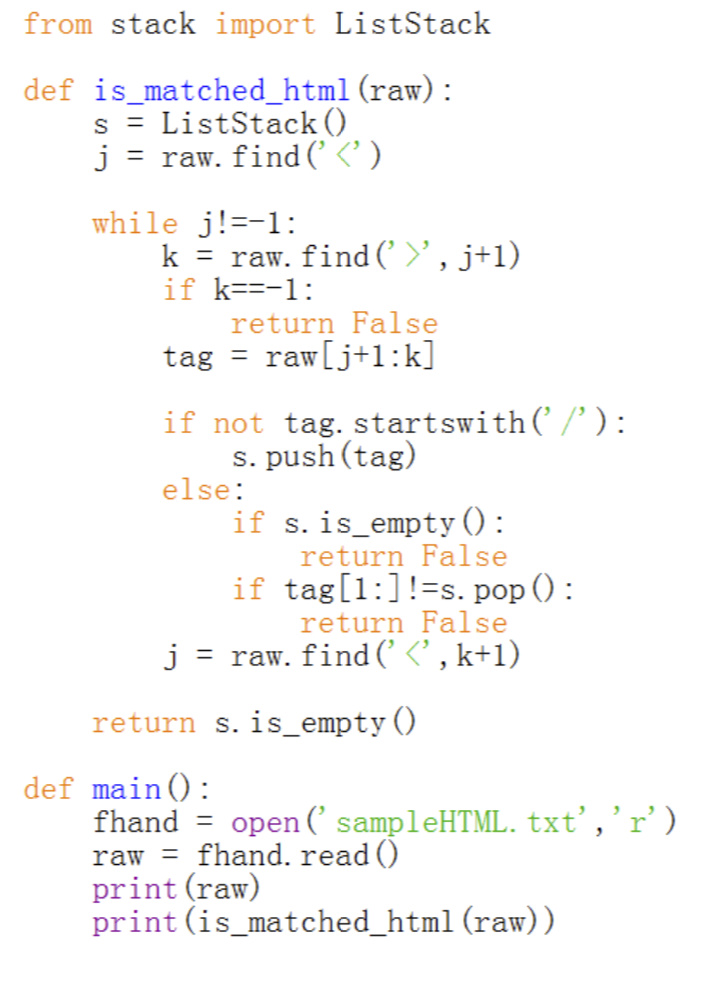 from stack import ListStack
def is_matched_html(raw):
    s = ListStack()
    j = raw.find('<')
    while j!=-1:
        k = raw.find('>',j+1)
        if k==-1:
            return False
        tag = raw[j+1:k]
        if not tag.startswith('/'):
            s.push(tag)
        else:
            if s.is_empty():
                return False
            if tag[1:]!=s.pop():
                return False
        j = raw.find('<',k+1)
    return s.is_empty()
def main():
    fhand = open('sampleHTML.txt','r')
    raw = fhand.read()
    print(raw)
    print(is_matched_html(raw))